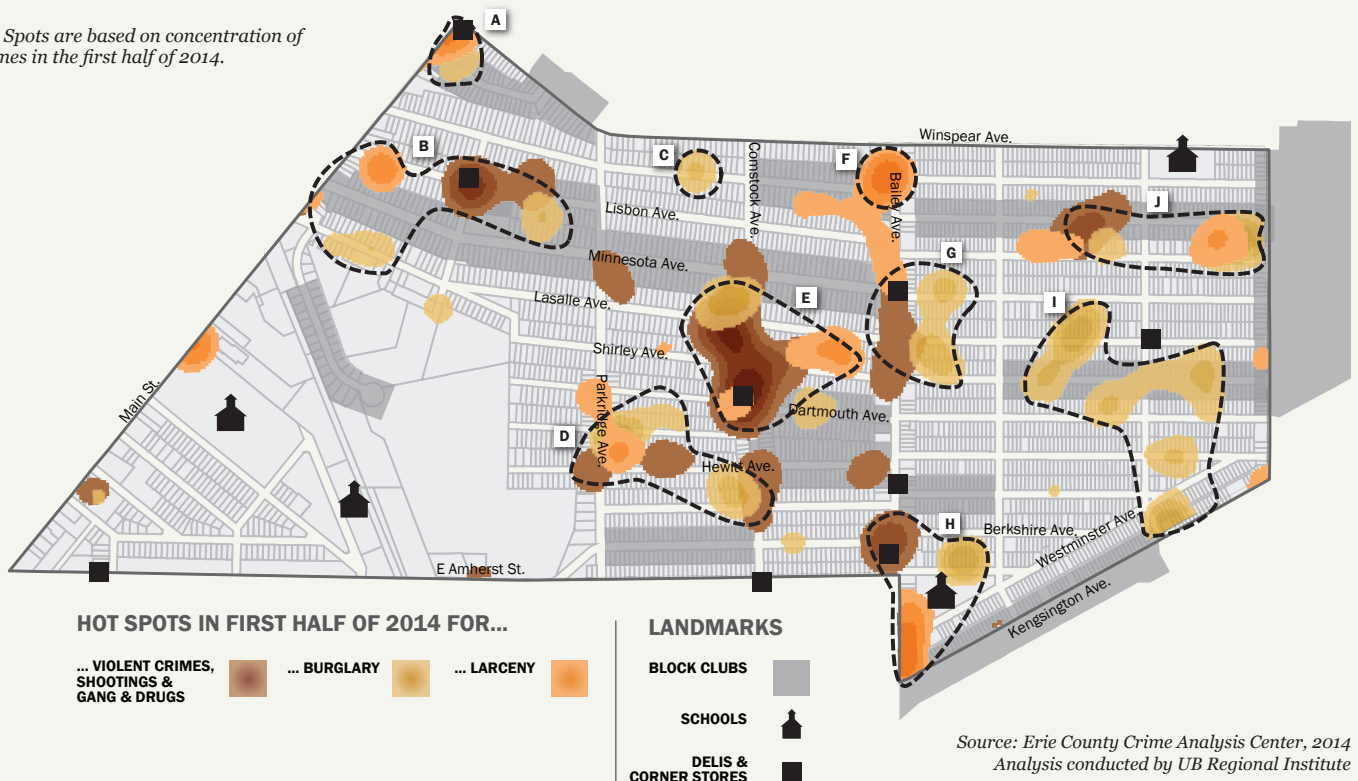 A
Spots are based on concentration of
in the first half of 2014.
B
C
Comstock Ave.
F
Bailey Ave.
Winspear Ave.
J
Lisbon Ave.
Minnesota Ave.
G
E
I
Lasalle Ave.
Shirley Ave.
Main St.
Parkridge Ave.
Dartmouth Ave.
D
Hewitt Ave.
H
Berkshire Ave.
Westminster Ave.
Kengsington Ave.
E Amherst St.
HOT SPOTS IN FIRST HALF OF 2014 FOR...
... VIOLENT CRIMES,
SHOOTINGS &
GANG & DRUGS
... BURGLARY
... LARCENY
LANDMARKS
BLOCK CLUBS
SCHOOLS
DELIS &
CORNER STORES
Source: Erie County Crime Analysis Center, 2014
Analysis conducted by UB Regional Institute